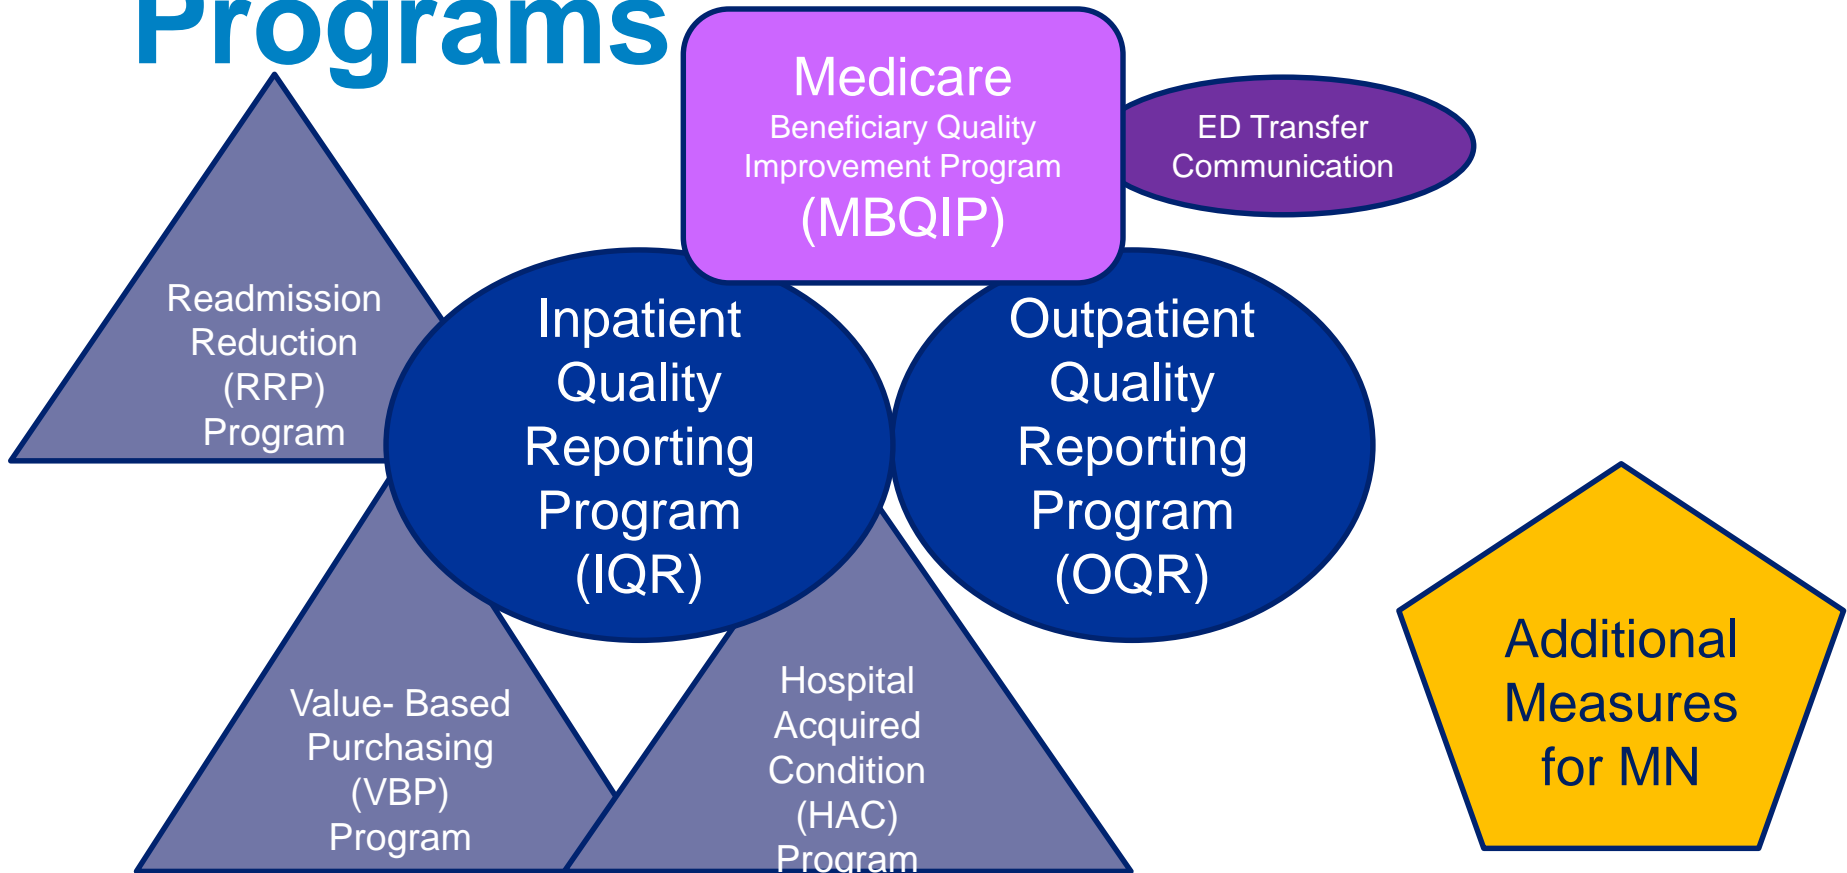 Programs
Medicare
Beneficiary Quality
Improvement Program
(MBQIP)
ED Transfer
Communication
Readmission
Reduction
(RRP)
Program
Inpatient
Quality
Reporting
Program
(IQR)
Outpatient
Quality
Reporting
Program
(OQR)
Value- Based
Purchasing
(VBP)
Program
Hospital
Acquired
Condition
(HAC)
Program
Additional
Measures
for MN